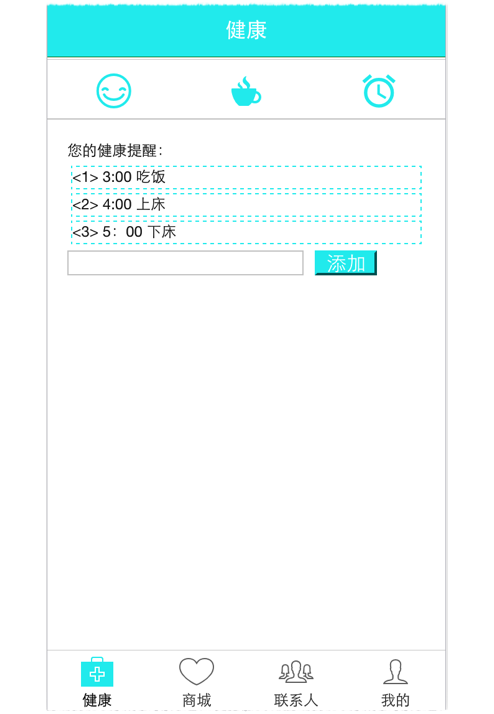 健康
您的健康提醒：
<1> 3:00 吃饭
<2> 4:00 上床
<3> 5：00 下床
添加
健康 商城 联系人 我的